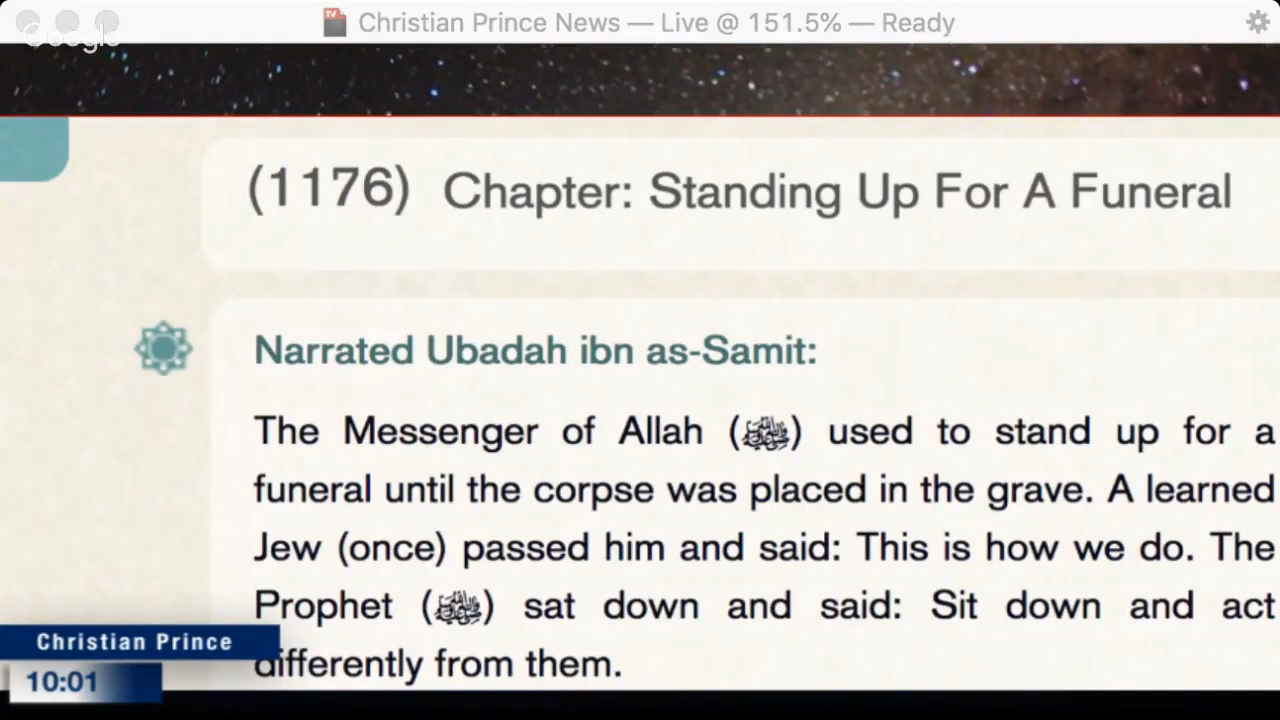 Christian Prince News — Live @ 151.5% — Ready
Google
(1176) Chapter: Standing Up For A Funeral
Narrated Ubadah ibn as-Samit:
The Messenger of Allah (ﷺ) used to stand up for a
funeral until the corpse was placed in the grave. A learned
Jew (once) passed him and said: This is how we do. The
Prophet (ﷺ) sat down and said: Sit down and act
differently from them.
Christian Prince
10:01